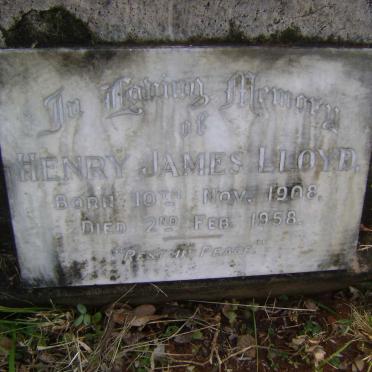 In Loving Memory
of
HENRY JAMES LLOYD,
BORN 10TH NOV. 1908.
DIED 2ND FEB. 1958.
"REST IN PEACE."